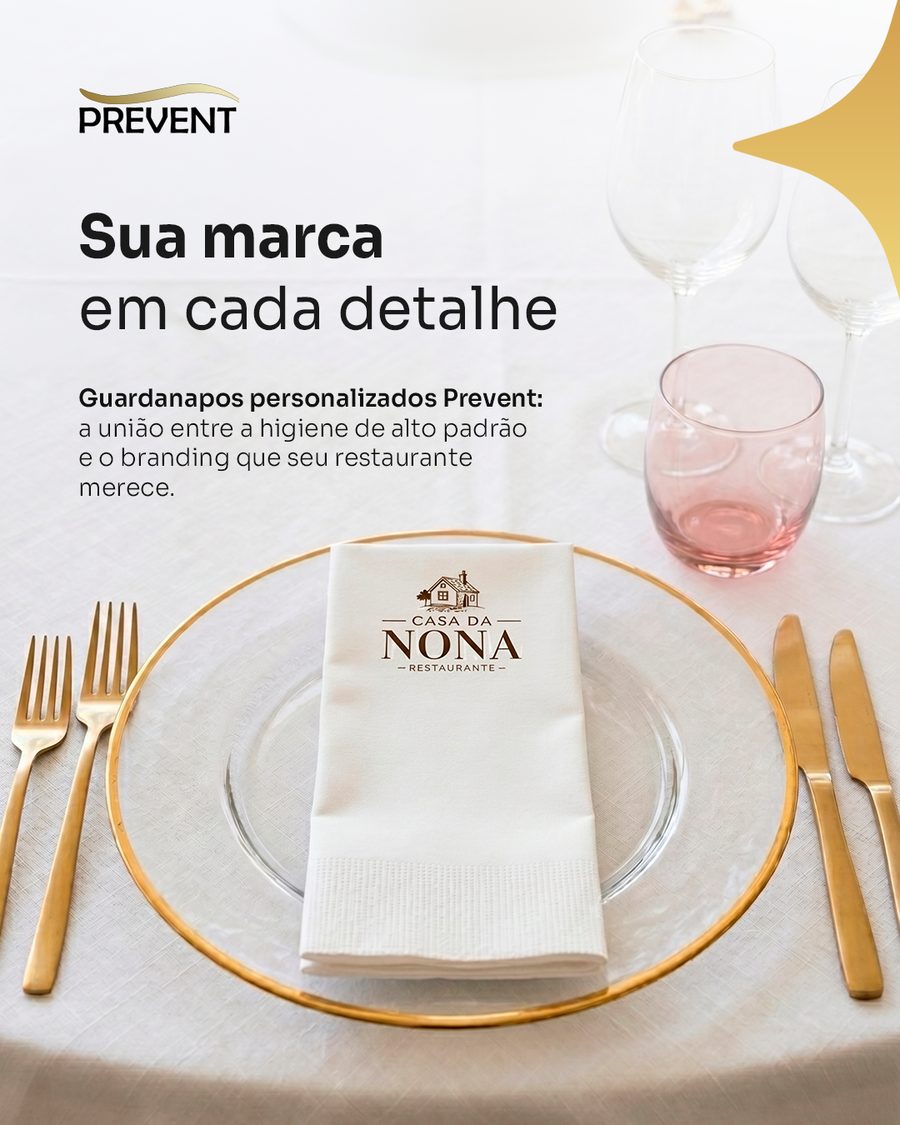 PREVENT
Sua marca
em cada detalhe
Guardanapos personalizados Prevent:
a união entre a higiene de alto padrão
e o branding que seu restaurante
merece.
CASA DA
NONA
RESTAURANTE